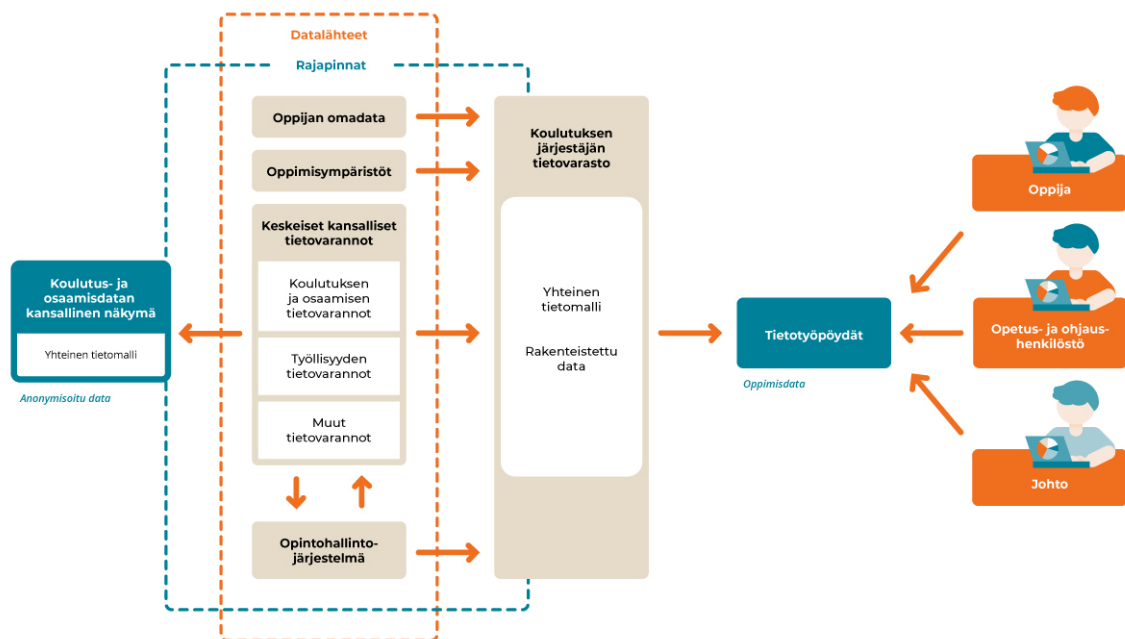 Datalähteet
Rajapinnat
Oppijan omadata
Oppimisympäristöt
Keskeiset kansalliset
tietovarannot
Koulutuksen
ja osaamisen
tietovarannot
Työllisyyden
tietovarannot
Muut
tietovarannot
Opintohallinto-
järjestelmä
Koulutus- ja
osaamisdatan
kansallinen näkymä
Yhteinen tietomalli
Anonymisoitu data
Koulutuksen
järjestäjän
tietovarasto
Yhteinen
tietomalli
Rakenteistettu
data
Tietotyöpöydät
Oppimisdata
Oppija
Opetus- ja ohjaus-
henkilöstö
Johto